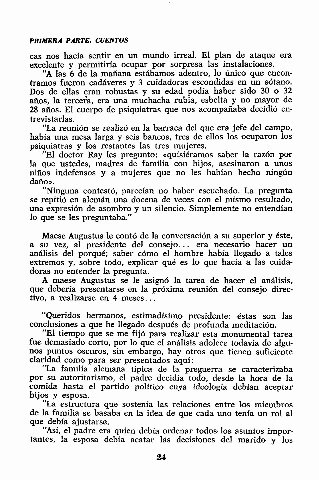 PRIMERA PARTE. CUENTOS
cas nos hacía sentir en un mundo irreal. El plan de ataque era
excelente y permitiría ocupar por sorpresa las instalaciones.
"A las 6 de la mañana estábamos adentro, lo único que encon-
tramos fueron cadáveres y 3 cuidadoras escondidas en un sótano.
Dos de ellas eran robustas y su edad podía haber sido 30 o 32
años, la tercera, era una muchacha rubia, esbelta y no mayor de
28 años. El cuerpo de psiquiatras que nos acompañaba decidió en-
trevistarlas.
"La reunión se realizó en la barraca del que era jefe del campo,
había una mesa larga y seis bancos, tres de ellos los ocuparon los
psiquiatras y los restantes las tres mujeres.
"El doctor Ray les preguntó: «quisiéramos saber la razón por
la que ustedes, madres de familia con hijos, asesinaron a unos
niños indefensos y a mujeres que no les habían hecho ningún
daño».
"Ninguna contestó, parecían no haber escuchado. La pregunta
se repitió en alemán una docena de veces con el mismo resultado,
una expresión de asombro y un silencio. Simplemente no entendían
lo que se les preguntaba."
Maese Augustus le contó de la conversación a su superior y éste,
a su vez, al presidente del consejo... era necesario hacer un
análisis del porqué; saber cómo el hombre había llegado a tales
extremos y, sobre todo, explicar qué es lo que hacía a las cuida-
doras no entender la pregunta.
A maese Augustus se le asignó la tarea de hacer el análisis,
que debería presentarse en la próxima reunión del consejo direc-
tivo, a realizarse en 4 meses...
"Queridos hermanos, estimadísimo presidente: éstas son las
conclusiones a que he llegado después de profunda meditación.
"El tiempo que se me fijó para realizar esta monumental tarea
fue demasiado corto, por lo que el análisis adolece todavía de algu-
nos puntos oscuros, sin embargo, hay otros que tienen suficiente
claridad como para ser presentados aquí:
"La familia alemana típica de la preguerra se caracterizaba
por su autoritarismo, el padre decidía todo, desde la hora de la
comida hasta el partido político cuya ideología debían aceptar
hijos y esposa.
"La estructura que sostenía las relaciones entre los miembros
de la familia se basaba en la idea de que cada uno tenía un rol al
que debía ajustarse.
"Así, el padre era quien debía ordenar todos los asuntos impor-
tantes, la esposa debía acatar las decisiones del marido y los
24